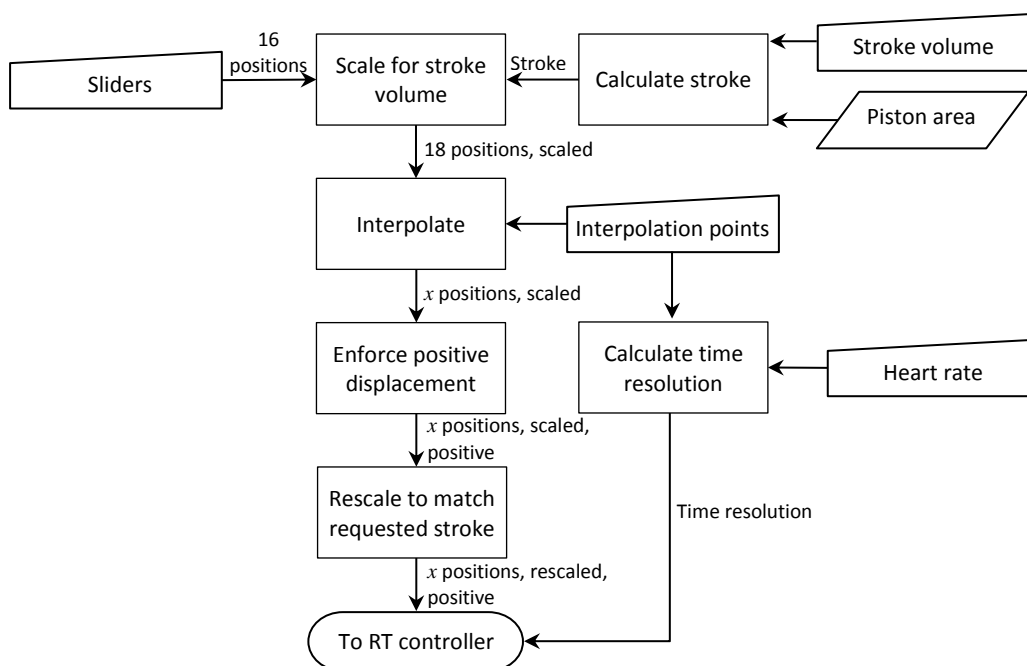 16
positions
Sliders
Scale for stroke
volume
Stroke
Calculate stroke
Stroke volume
Piston area
18 positions, scaled
Interpolate
Interpolation points
x positions, scaled
Enforce positive
displacement
Calculate time
resolution
Heart rate
x positions, scaled,
positive
Rescale to match
requested stroke
Time resolution
x positions, rescaled,
positive
To RT controller